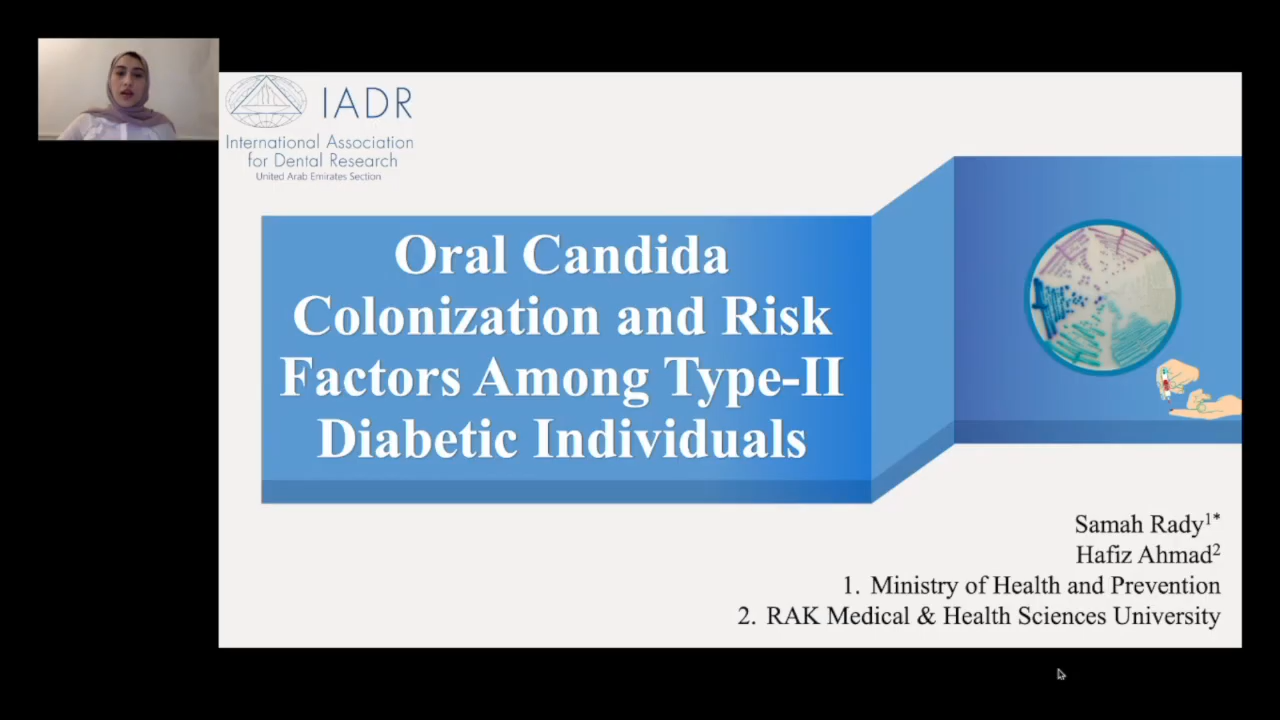 IADR
International Association
for Dental Research
United Arab Emirates Section
Oral Candida
Colonization and Risk
Factors Among Type-II
Diabetic Individuals
Samah Rady1*
Hafiz Ahmad2
1. Ministry of Health and Prevention
2. RAK Medical & Health Sciences University